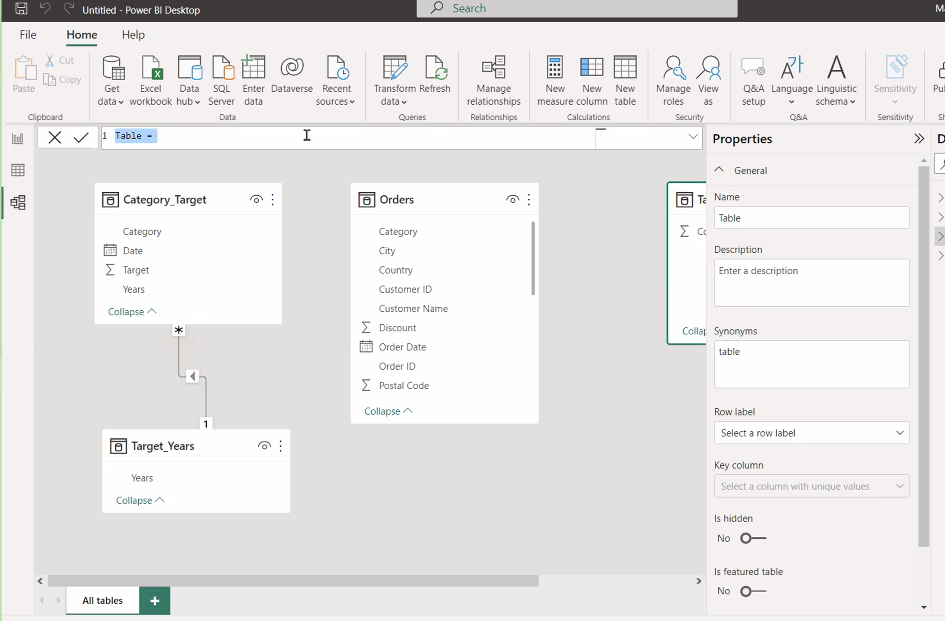 Untitled - Power BI Desktop
Search
File
Home
Help
Paste
Cut
Copy
Clipboard
Get data
Excel workbook
Data hub
SQL Server
Enter data
Dataverse
Recent sources
Data
Transform data
Refresh
Queries
Manage relationships
Relationships
New measure
New column
New table
Calculations
Manage roles
View as
Security
Q&A setup
Language
Linguistic schema
Q&A
Sensitivity
Sensitivity
1 Table =
Category_Target
Category
Date
Target
Years
Collapse
*
1
Target_Years
Years
Collapse
Orders
Category
City
Country
Customer ID
Customer Name
Discount
Order Date
Order ID
Postal Code
Collapse
Properties
General
Name
Table
Description
Enter a description
Synonyms
table
Row label
Select a row label
Key column
Select a column with unique values
Is hidden
No
Is featured table
No
All tables
+